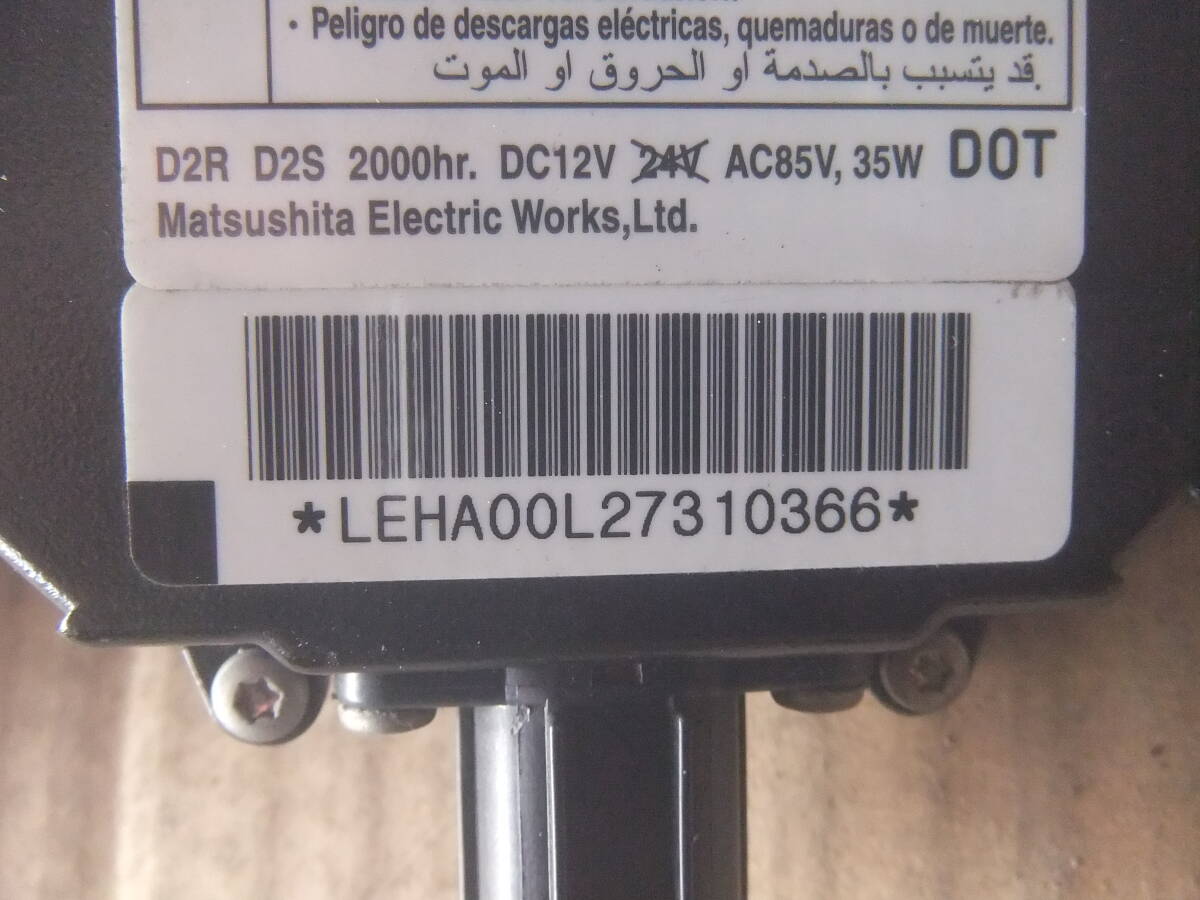 · Peligro de descargas eléctricas, quemaduras o de muerte.
قد يتسبب بالصدمة او الحروق او الموت.
D2R D2S 2000hr. DC12V 24V AC85V, 35W DOT
Matsushita Electric Works,Ltd.
*LEHA00L27310366*